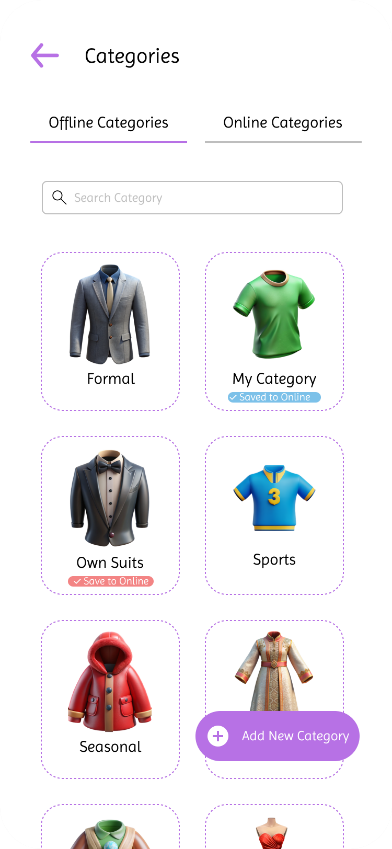 Categories
Offline Categories
Online Categories
Search Category
Formal
My Category
Saved to Online
Own Suits
Save to Online
3
Sports
Seasonal
Add New Category